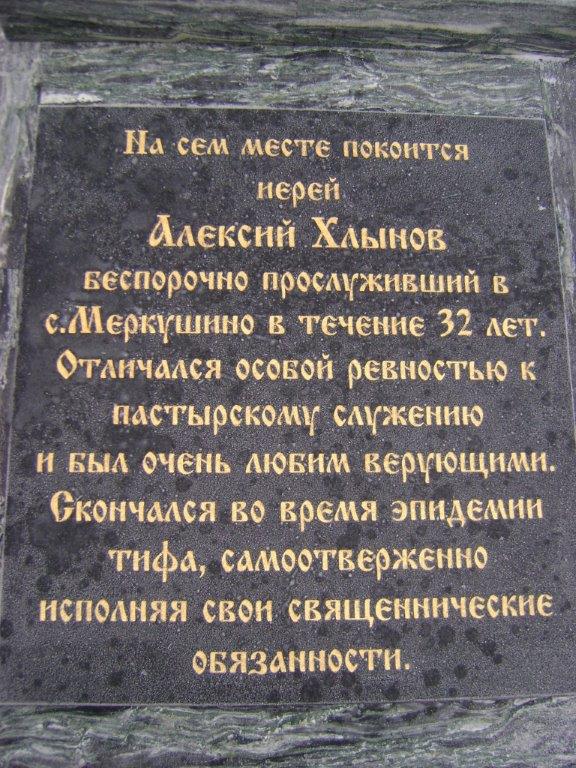 На сем месте покоится
иерей
Алексий Хлынов
беспорочно прослуживший в
с.Меркушино в течение 32 лет.
Отличался особой ревностью к
пастырскому служению
и был очень любим верующими.
Скончался во время эпидемии
тифа, самоотверженно
исполняя свои священнические
обязанности.